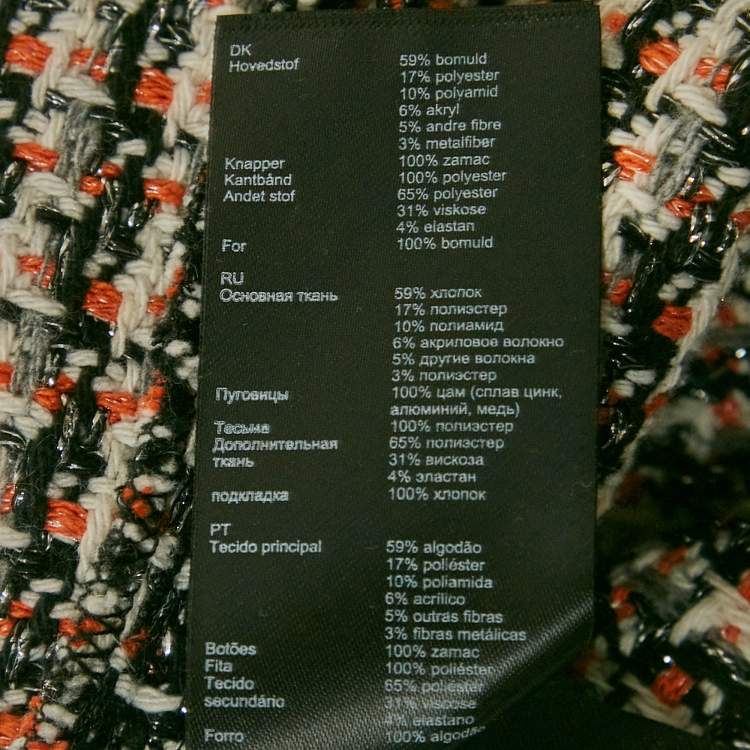 DK
Hovedstof 59% bomuld
17% polyester
10% polyamid
6% akryl
5% andre fibre
3% metalfiber
Knapper 100% zamac
Kantbånd 100% polyester
Andet stof 65% polyester
31% viskose
4% elastan
For 100% bomuld
RU
Основная ткань 59% хлопок
17% полиэстер
10% полиамид
6% акриловое волокно
5% другие волокна
3% полиэстер
Пуговицы 100% цам (сплав цинк,
алюминий, медь)
Тесьма 100% полиэстер
Дополнительная 65% полиэстер
ткань 31% вискоза
4% эластан
подкладка 100% хлопок
PT
Tecido principal 59% algodão
17% poliéster
10% poliamida
6% acrílico
5% outras fibras
3% fibras metálicas
Botões 100% zamac
Fita 100% poliéster
Tecido 65% poliéster
secundário 31% viscose
4% elastano
Forro 100% algodão